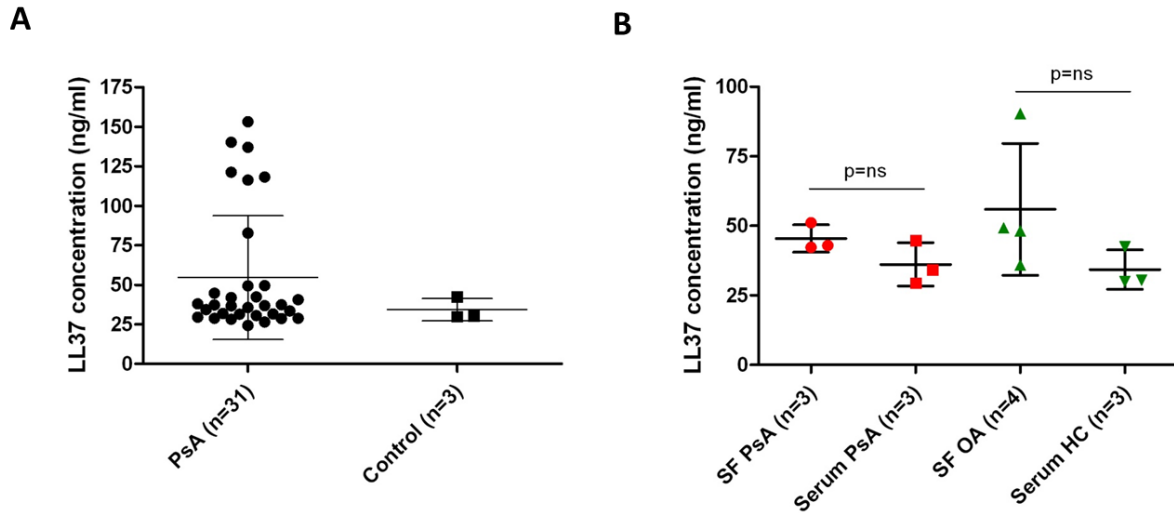 A
LL37 concentration (ng/ml)
175
150
125
100
75
50
25
0
PsA (n=31)
Control (n=3)
B
LL37 concentration (ng/ml)
100
75
50
25
0
p=ns
p=ns
SF PsA (n=3)
Serum PsA (n=3)
SF OA (n=4)
Serum HC (n=3)